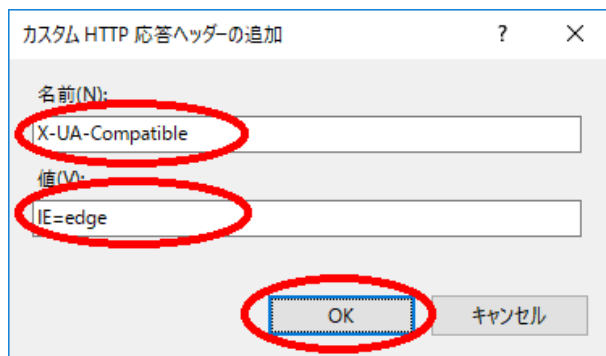 カスタム HTTP 応答ヘッダーの追加 ?
名前(N):
X-UA-Compatible
値(V):
IE=edge
OK キャンセル